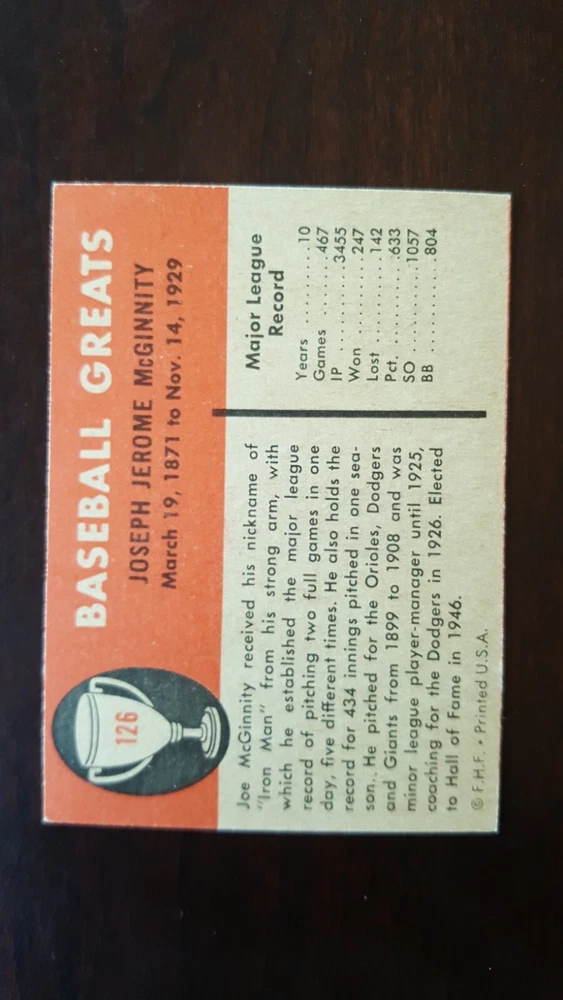 126
BASEBALL GREATS
JOSEPH JEROME McGINNITY
March 19, 1871 to Nov. 14, 1929
Joe McGinnity received his nickname of
"Iron Man" from his strong arm, with
which he established the major league
record of pitching two full games in one
day, five different times. He also holds the
record for 434 innings pitched in one sea-
son.. He pitched for the Orioles, Dodgers
and Giants from 1899 to 1908 and was
minor league player-manager until 1925,
coaching for the Dodgers in 1926. Elected
to Hall of Fame in 1946.
© F.H.F. • Printed U.S.A.
Major League
Record
Years ..........10
Games .......467
IP ............3455
Won .........247
Lost ..........142
Pct. ..........633
SO ..........1057
BB ............804